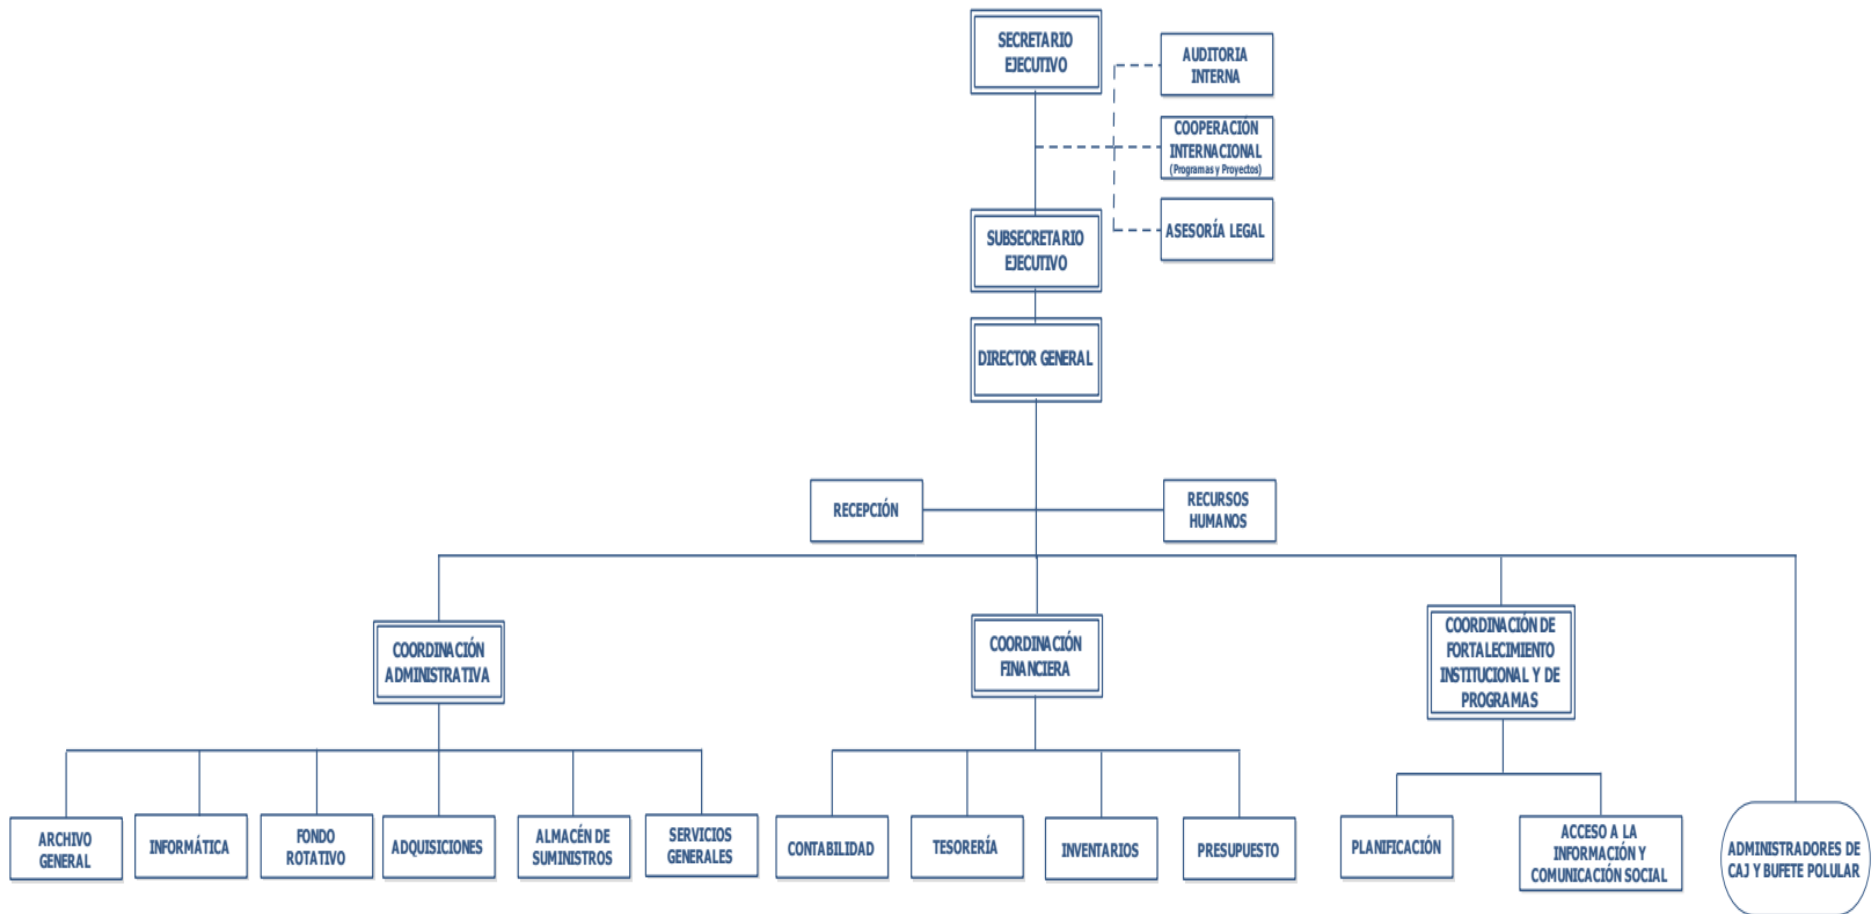 SECRETARIO
EJECUTIVO
AUDITORIA
INTERNA
COOPERACIÓN
INTERNACIONAL
(Programas y Proyectos)
ASESORÍA LEGAL
SUBSECRETARIO
EJECUTIVO
DIRECTOR GENERAL
RECEPCIÓN
RECURSOS
HUMANOS
COORDINACIÓN
ADMINISTRATIVA
COORDINACIÓN
FINANCIERA
COORDINACIÓN DE
FORTALECIMIENTO
INSTITUCIONAL Y DE
PROGRAMAS
ARCHIVO
GENERAL
INFORMÁTICA
FONDO
ROTATIVO
ADQUISICIONES
ALMACÉN DE
SUMINISTROS
SERVICIOS
GENERALES
CONTABILIDAD
TESORERÍA
INVENTARIOS
PRESUPUESTO
PLANIFICACIÓN
ACCESO A LA
INFORMACIÓN Y
COMUNICACIÓN SOCIAL
ADMINISTRADORES DE
CAJ Y BUFETE POLULAR